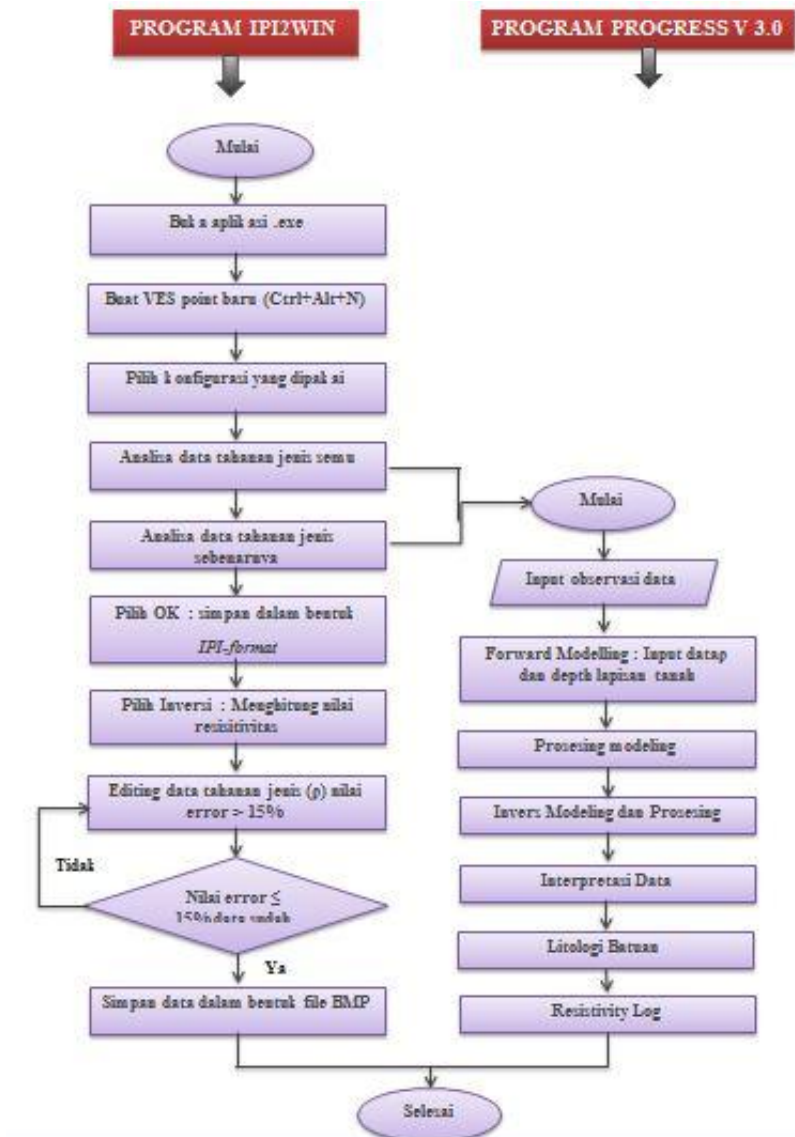 PROGRAM IPI2WIN
Mulai
Buka aplikasi .exe
Buat VES point baru (Ctrl+Alt+N)
Pilih konfigurasi yang dipakai
Analisa data tahanan jenis semu
Analisa data tahanan jenis
sebenarnya
Pilih OK : simpan dalam bentuk
IPI-format
Pilih Inversi : Menghitung nilai
resisitivitas
Editing data tahanan jenis (ρ) nilai
error > 15%
Tidak
Nilai error ≤
15% data sudah
Ya
Simpan data dalam bentuk file BMP
PROGRAM PROGRESS V 3.0
Mulai
Input observasi data
Forward Modelling : Input dataρ
dan depth lapisan tanah
Prosesing modeling
Invers Modeling dan Prosesing
Interpretasi Data
Litologi Batuan
Resistivity Log
Selesai